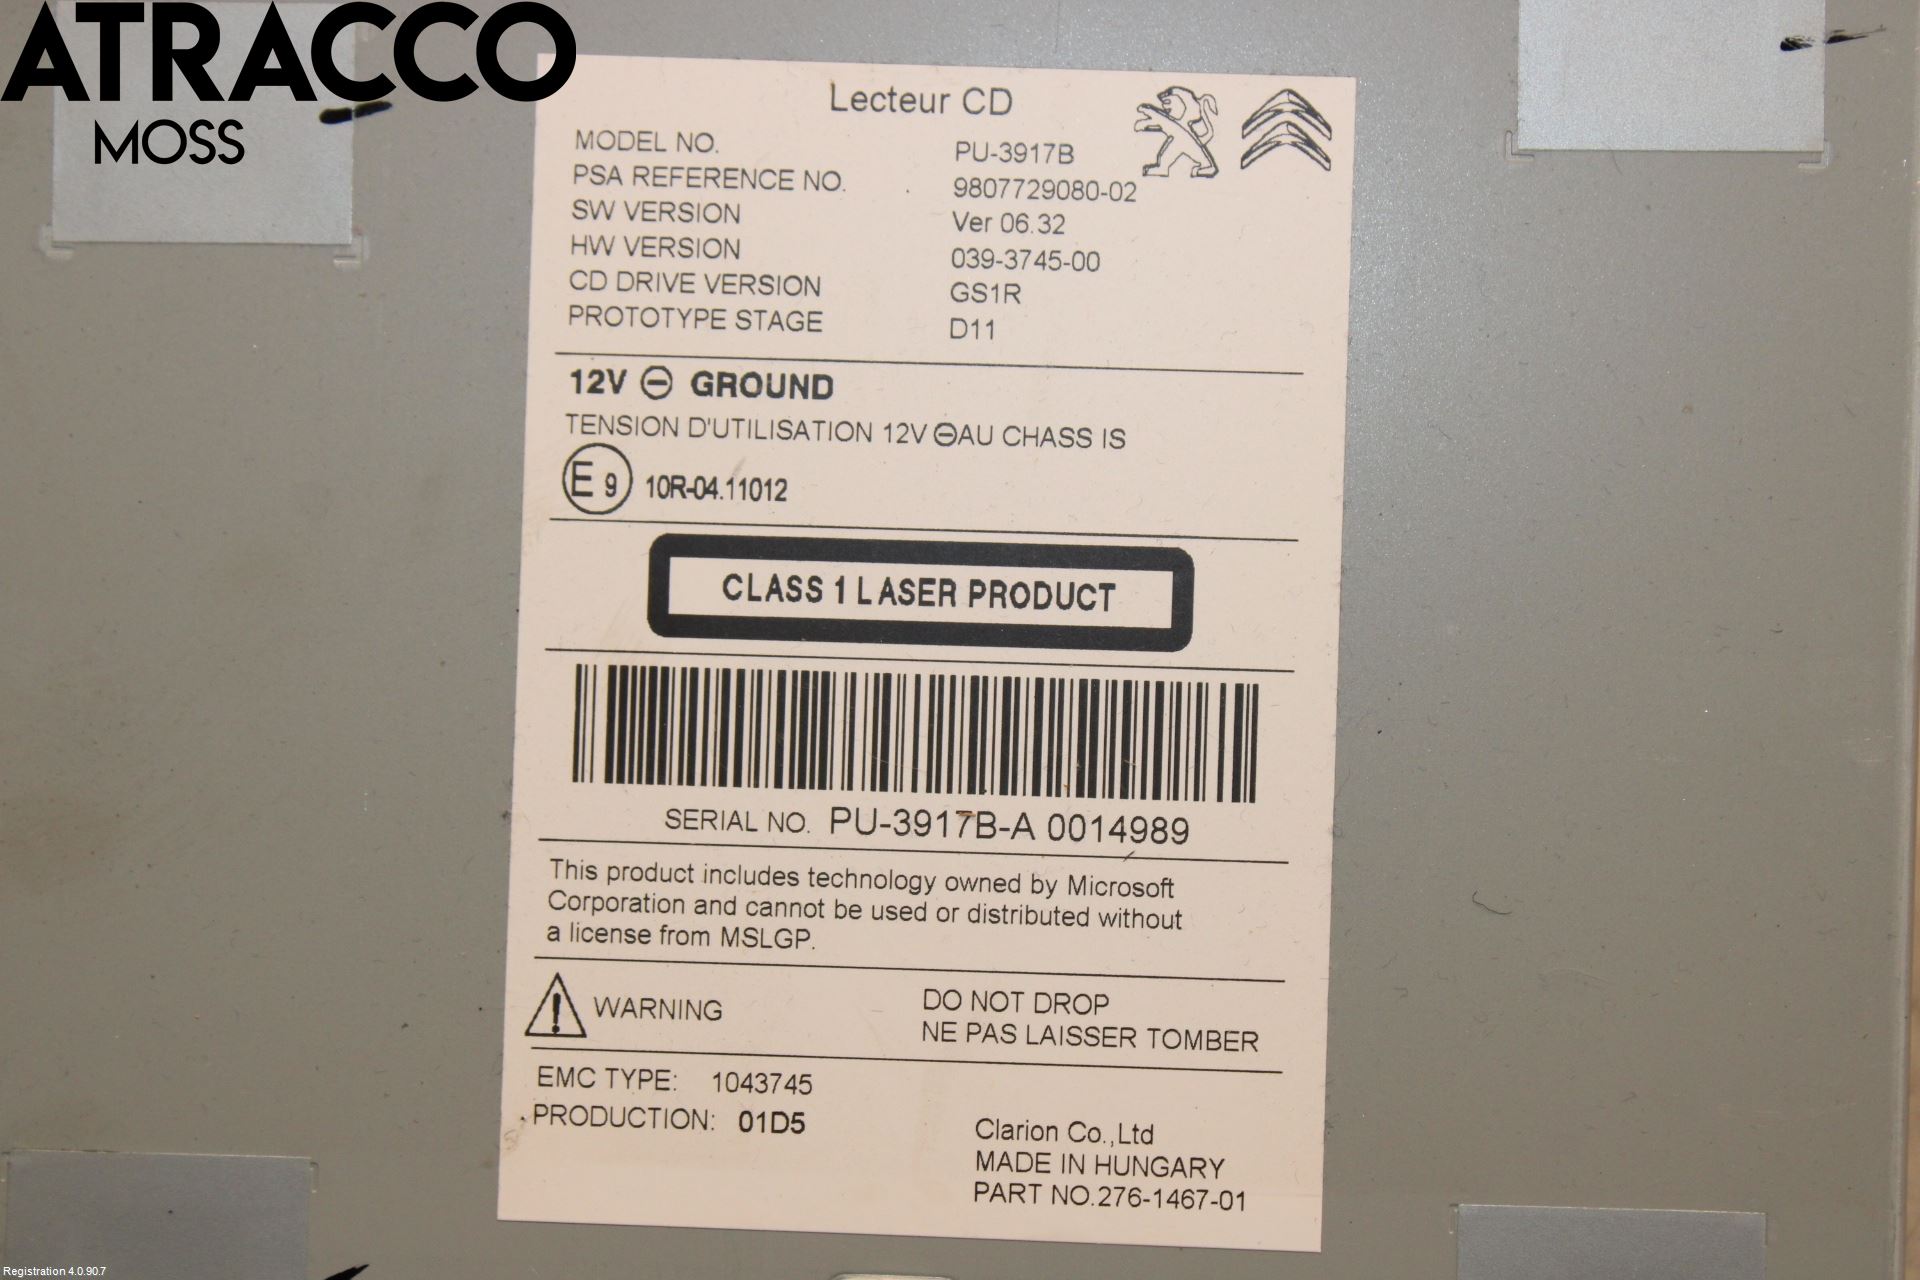 ATRACCO
MOSS
Lecteur CD
MODEL NO. PU-3917B
PSA REFERENCE NO. 9807729080-02
SW VERSION Ver 06.32
HW VERSION 039-3745-00
CD DRIVE VERSION GS1R
PROTOTYPE STAGE D11
12V ⊖ GROUND
TENSION D'UTILISATION 12V ⊖AU CHASS IS
E 9 10R-04.11012
CLASS 1 LASER PRODUCT
SERIAL NO. PU-3917B-A 0014989
This product includes technology owned by Microsoft
Corporation and cannot be used or distributed without
a license from MSLGP.
WARNING DO NOT DROP
NE PAS LAISSER TOMBER
EMC TYPE: 1043745
PRODUCTION: 01D5
Clarion Co.,Ltd
MADE IN HUNGARY
PART NO.276-1467-01
Registration 4.0.90.7